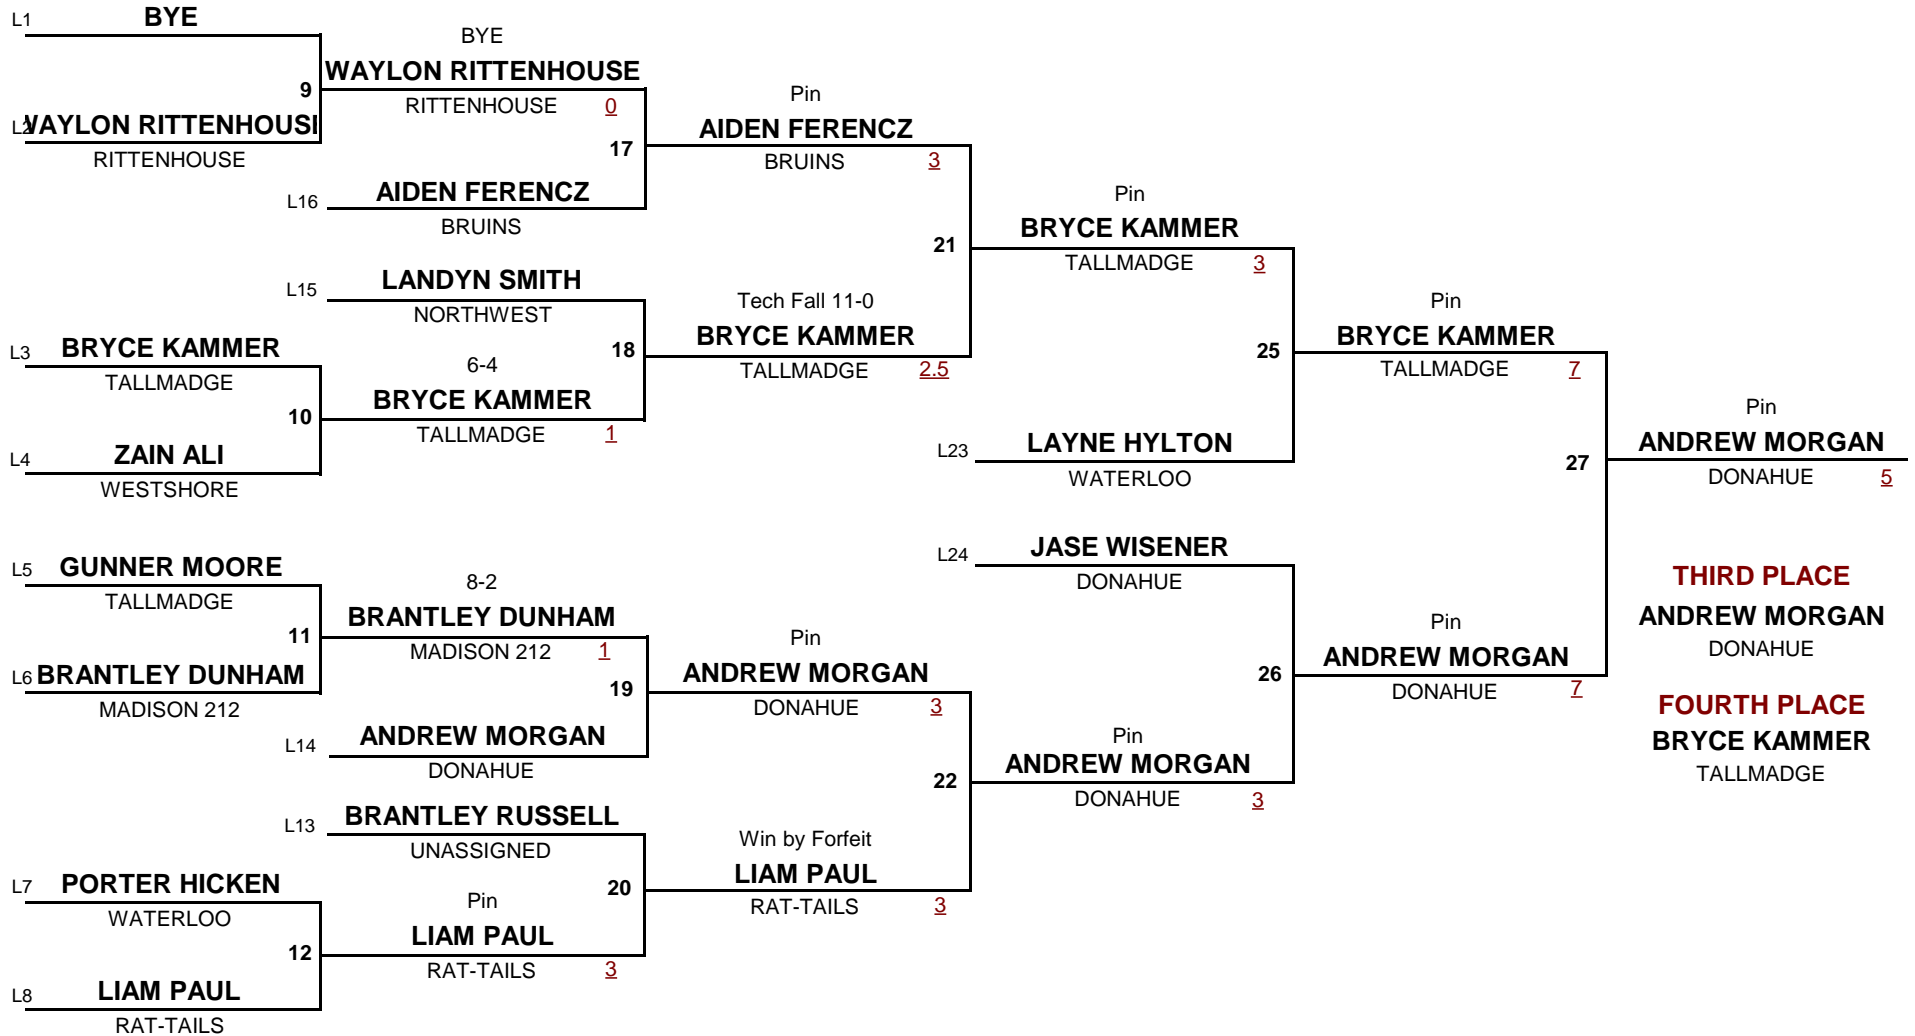 L1 BYE
BYE
WAYLON RITTENHOUSE
9
RITTENHOUSE 0
L2 WAYLON RITTENHOUSE
RITTENHOUSE
17
Pin
AIDEN FERENCZ
BRUINS 3
L16 AIDEN FERENCZ
BRUINS
21
Pin
BRYCE KAMMER
TALLMADGE 3
L15 LANDYN SMITH
NORTHWEST
Tech Fall 11-0
BRYCE KAMMER
TALLMADGE 2.5
18
L3 BRYCE KAMMER
TALLMADGE
6-4
BRYCE KAMMER
TALLMADGE 1
10
L4 ZAIN ALI
WESTSHORE
25
Pin
BRYCE KAMMER
TALLMADGE 7
L23 LAYNE HYLTON
WATERLOO
27
Pin
ANDREW MORGAN
DONAHUE 5
L5 GUNNER MOORE
TALLMADGE
8-2
BRANTLEY DUNHAM
MADISON 212 1
11
L6 BRANTLEY DUNHAM
MADISON 212
19
Pin
ANDREW MORGAN
DONAHUE 3
L14 ANDREW MORGAN
DONAHUE
L24 JASE WISENER
DONAHUE
26
Pin
ANDREW MORGAN
DONAHUE 7
22
Pin
ANDREW MORGAN
DONAHUE 3
L13 BRANTLEY RUSSELL
UNASSIGNED
Win by Forfeit
LIAM PAUL
RAT-TAILS 3
20
L7 PORTER HICKEN
WATERLOO
Pin
LIAM PAUL
RAT-TAILS 3
12
L8 LIAM PAUL
RAT-TAILS
THIRD PLACE
ANDREW MORGAN
DONAHUE
FOURTH PLACE
BRYCE KAMMER
TALLMADGE